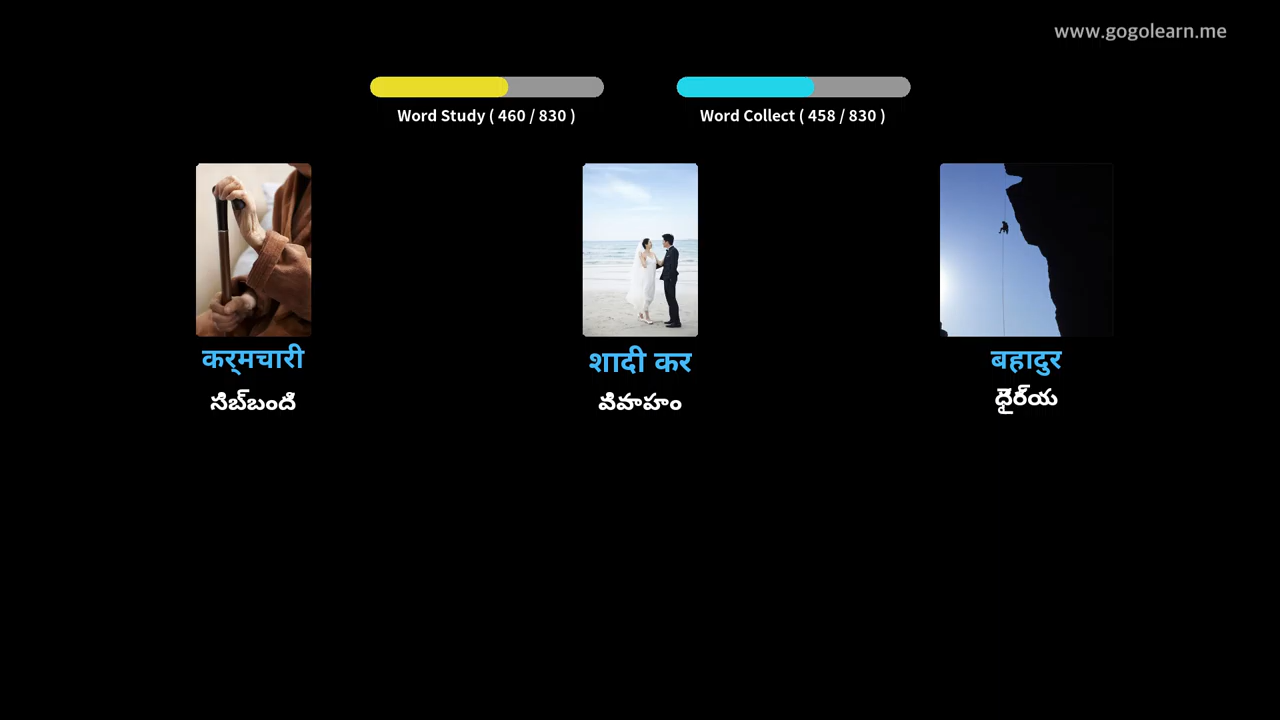 www.gogolearn.me
Word Study ( 460 / 830 )
Word Collect ( 458 / 830 )
कर्मचारी
शादी कर
बहादुर
సిబ్బంది
వివాహం
ధైర్య